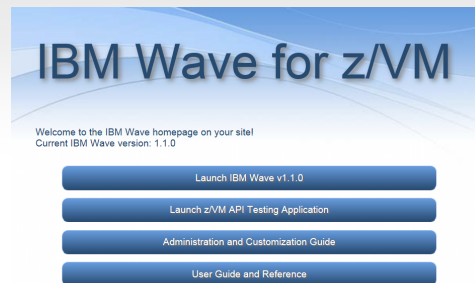 IBM Wave for z/VM
Welcome to the IBM Wave homepage on your site!
Current IBM Wave version: 1.1.0
Launch IBM Wave v1.1.0
Launch z/VM API Testing Application
Administration and Customization Guide
User Guide and Reference